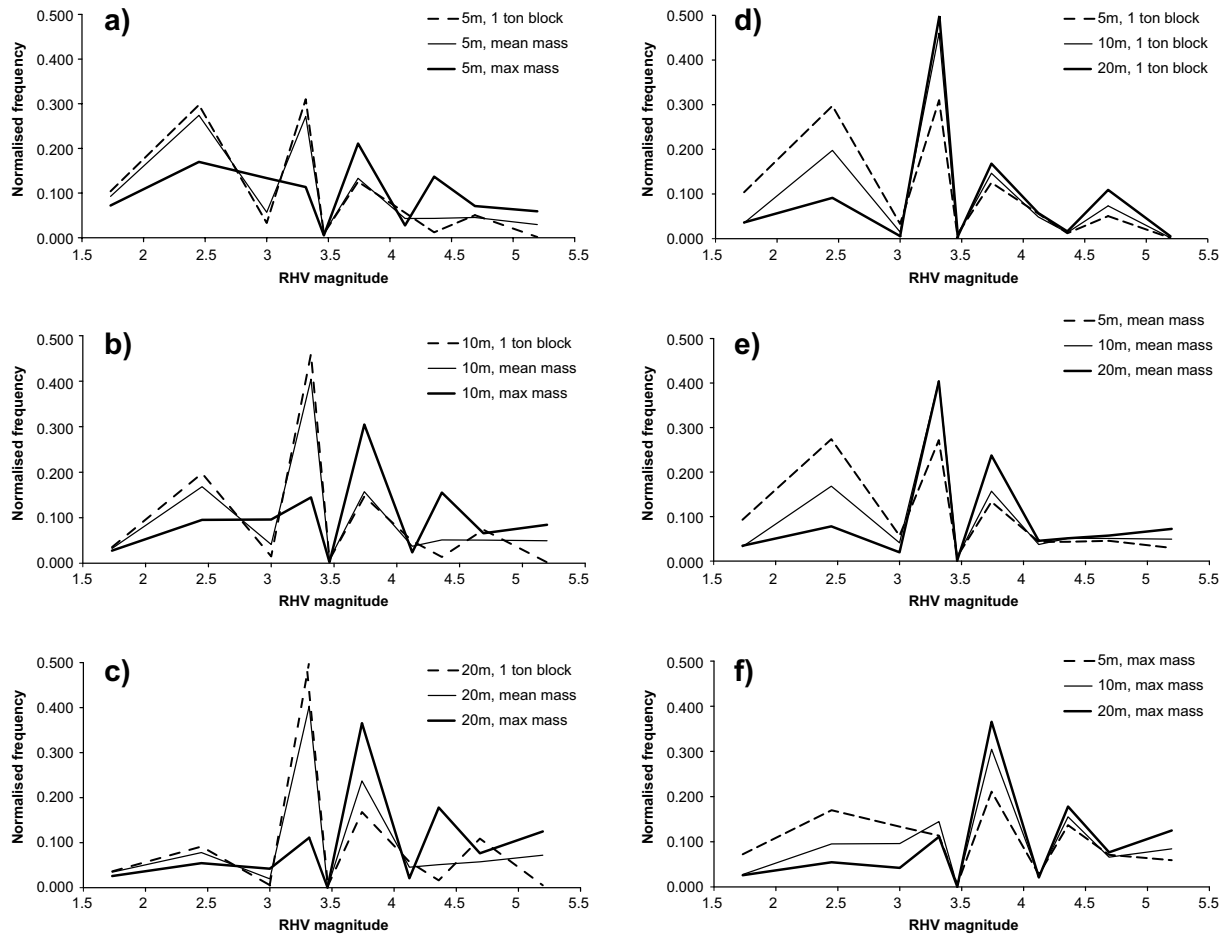 a)
5m, 1 ton block
5m, mean mass
5m, max mass
Normalised frequency
0.500
0.400
0.300
0.200
0.100
0.000
1.5 2 2.5 3 3.5 4 4.5 5 5.5
RHV magnitude
b)
10m, 1 ton block
10m, mean mass
10m, max mass
Normalised frequency
0.500
0.400
0.300
0.200
0.100
0.000
1.5 2 2.5 3 3.5 4 4.5 5 5.5
RHV magnitude
c)
20m, 1 ton block
20m, mean mass
20m, max mass
Normalised frequency
0.500
0.400
0.300
0.200
0.100
0.000
1.5 2 2.5 3 3.5 4 4.5 5 5.5
RHV magnitude
d)
5m, 1 ton block
10m, 1 ton block
20m, 1 ton block
Normalised frequency
0.500
0.400
0.300
0.200
0.100
0.000
1.5 2 2.5 3 3.5 4 4.5 5 5.5
RHV magnitude
e)
5m, mean mass
10m, mean mass
20m, mean mass
Normalised frequency
0.500
0.400
0.300
0.200
0.100
0.000
1.5 2 2.5 3 3.5 4 4.5 5 5.5
RHV magnitude
f)
5m, max mass
10m, max mass
20m, max mass
Normalised frequency
0.500
0.400
0.300
0.200
0.100
0.000
1.5 2 2.5 3 3.5 4 4.5 5 5.5
RHV magnitude